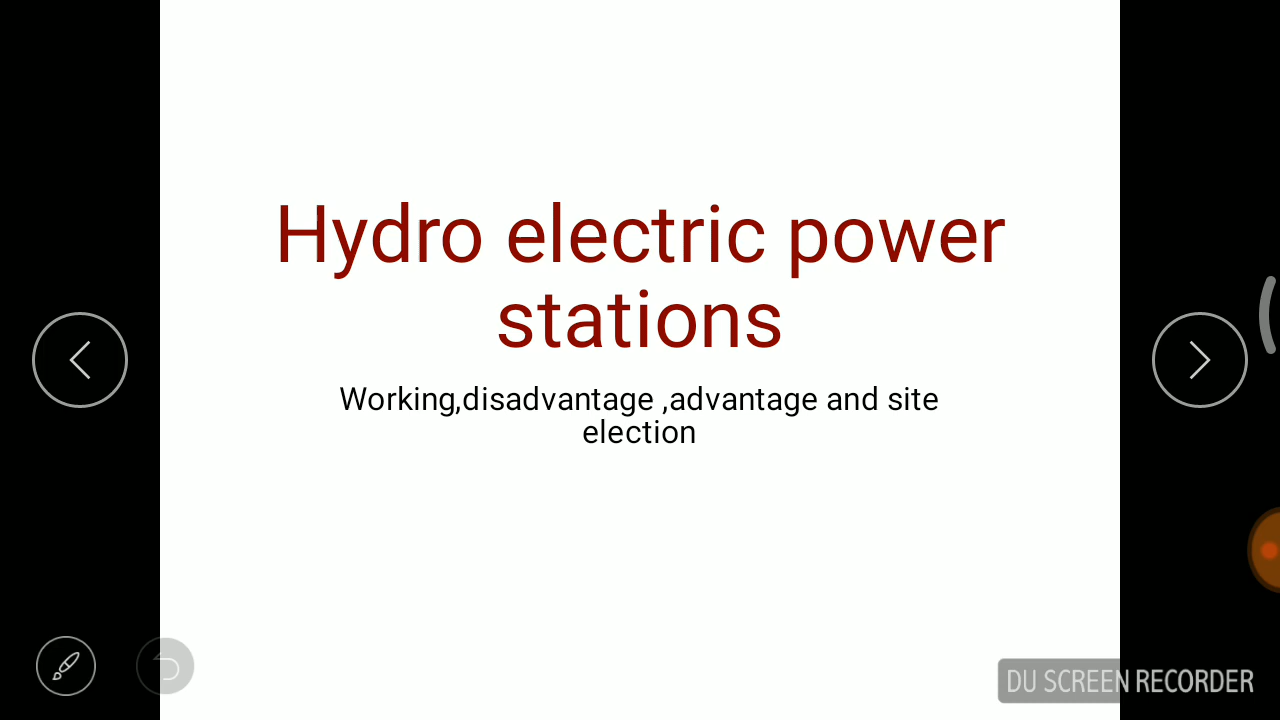 Hydro electric power
stations
Working,disadvantage ,advantage and site
election
DU SCREEN RECORDER